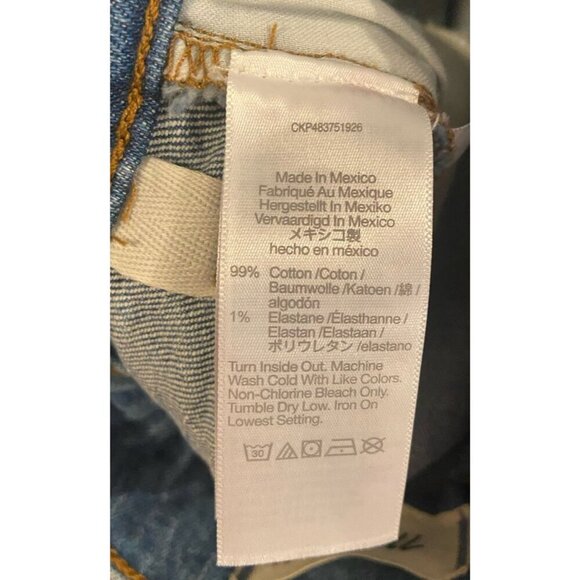 CKP483751926
Made In Mexico
Fabriqué Au Mexique
Hergestellt In Mexiko
Vervaardigd In Mexico
メキシコ製
hecho en méxico
99% Cotton /Coton /
Baumwolle /Katoen /綿 /
algodón
1% Elastane /Élasthanne /
Elastan /Elastaan /
ポリウレタン /elastano
Turn Inside Out. Machine
Wash Cold With Like Colors.
Non-Chlorine Bleach Only.
Tumble Dry Low. Iron On
Lowest Setting.
30